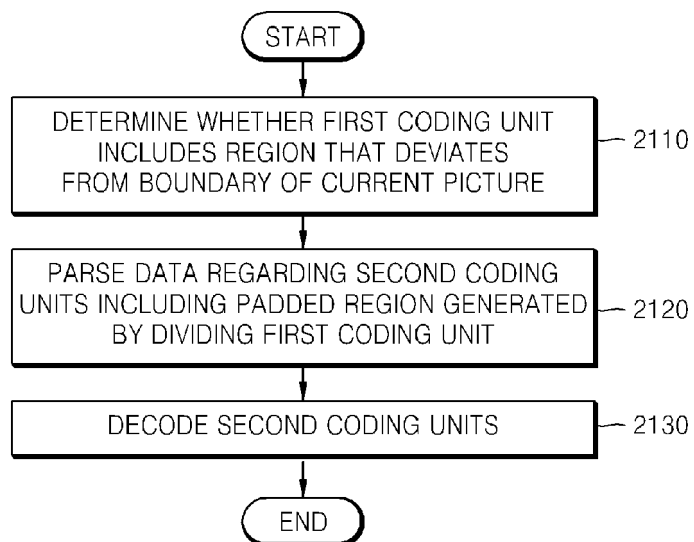 START
DETERMINE WHETHER FIRST CODING UNIT
INCLUDES REGION THAT DEVIATES
FROM BOUNDARY OF CURRENT PICTURE
2110
PARSE DATA REGARDING SECOND CODING
UNITS INCLUDING PADDED REGION GENERATED
BY DIVIDING FIRST CODING UNIT
2120
DECODE SECOND CODING UNITS
2130
END